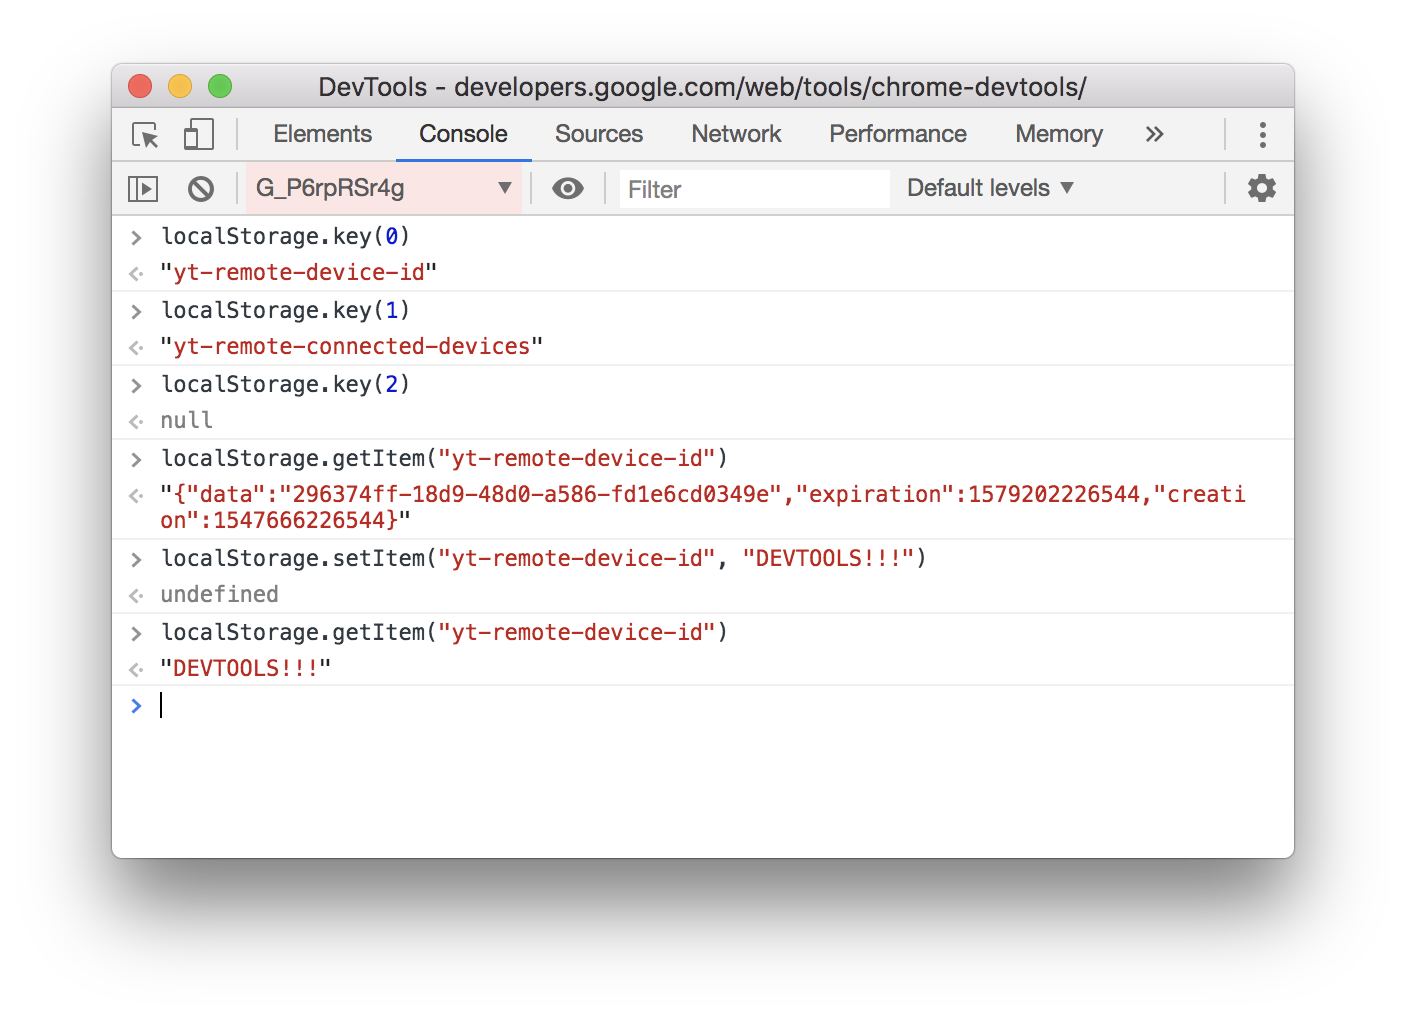 DevTools - developers.google.com/web/tools/chrome-devtools/
Elements Console Sources Network Performance Memory »
G_P6rpRSr4g ▼ Filter Default levels ▼
> localStorage.key(0)
"yt-remote-device-id"
> localStorage.key(1)
"yt-remote-connected-devices"
> localStorage.key(2)
null
> localStorage.getItem("yt-remote-device-id")
"{"data":"296374ff-18d9-48d0-a586-fd1e6cd0349e","expiration":1579202226544,"creati
on":1547666226544}"
> localStorage.setItem("yt-remote-device-id", "DEVTOOLS!!!")
undefined
> localStorage.getItem("yt-remote-device-id")
"DEVTOOLS!!!"
>